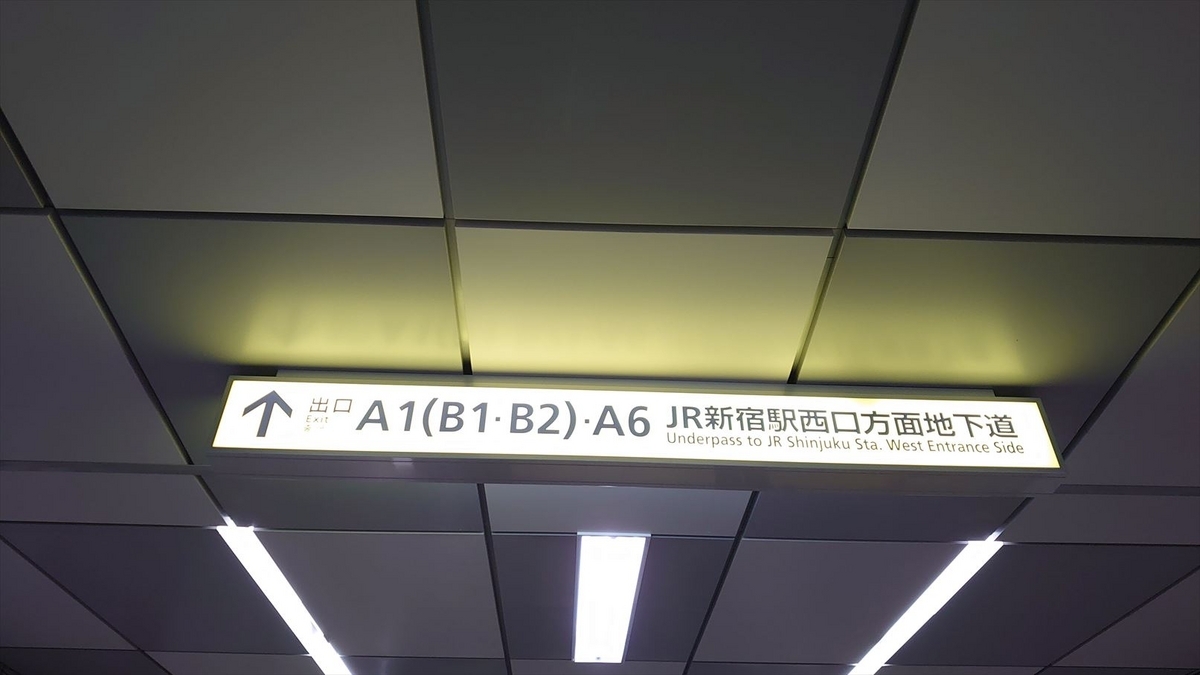 ↑ 出口 A1(B1·B2)·A6 JR新宿駅西口方面地下道
Exit Underpass to JR Shinjuku Sta. West Entrance Side